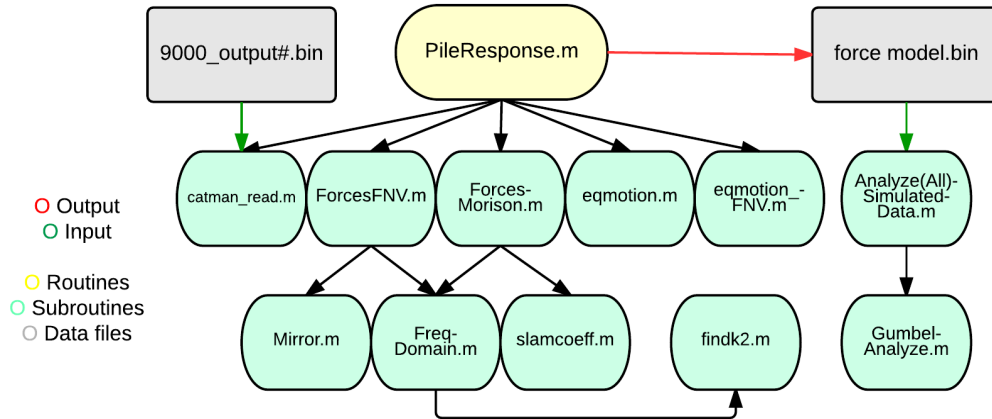 9000_output#.bin
PileResponse.m
force model.bin
catman_read.m
ForcesFNV.m
Forces-
Morison.m
eqmotion.m
eqmotion_-
FNV.m
Analyze(All)-
Simulated-
Data.m
O Output
O Input
O Routines
O Subroutines
O Data files
Mirror.m
Freq-
Domain.m
slamcoeff.m
findk2.m
Gumbel-
Analyze.m